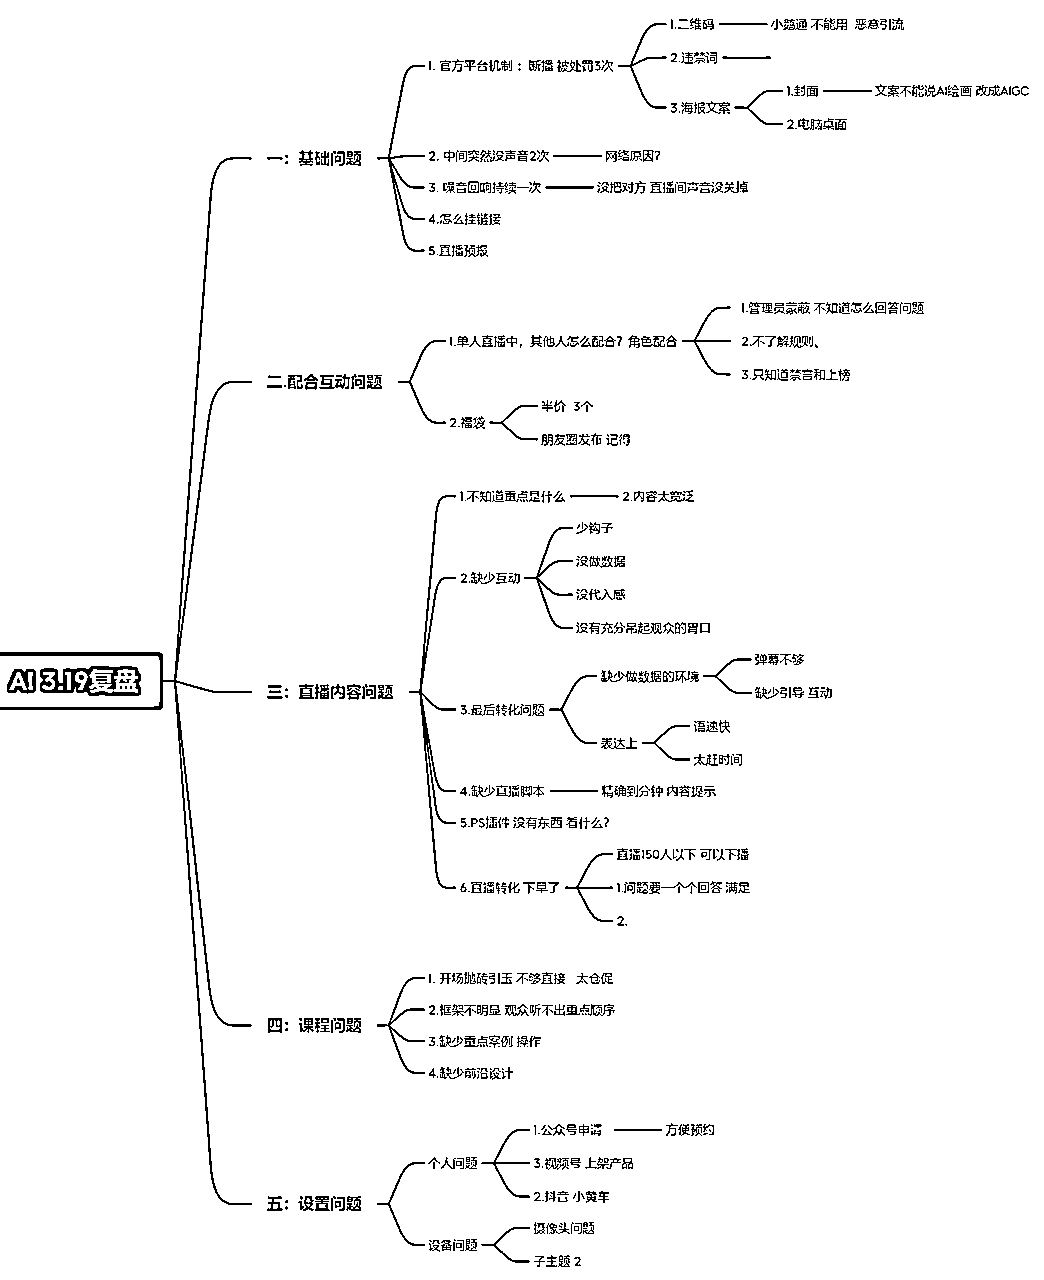 AI 3.19复盘
一：基础问题
1. 官方平台机制：断播 被处罚3次
1.二维码
小鹅通 不能用 恶意引流
2.违禁词
3.海报文案
1.封面
文案不能说AI绘画 改成AIGC
2.电脑桌面
2. 中间突然没声音2次
网络原因？
3. 噪音回响持续一次
没把对方 直播间声音没关掉
4.怎么挂链接
5.直播预报
二.配合互动问题
1.单人直播中，其他人怎么配合？角色配合
1.管理员蒙蔽 不知道怎么回答问题
2.不了解规则、
3.只知道禁言和上榜
2.福袋
半价 3个
朋友圈发布 记得
三：直播内容问题
1.不知道重点是什么
2.内容太宽泛
2.缺少互动
少钩子
没做数据
没代入感
没有充分吊起观众的胃口
3.最后转化问题
缺少做数据的环境
弹幕不够
缺少引导 互动
表达上
语速快
太赶时间
4.缺少直播脚本
精确到分钟 内容提示
5.PS插件 没有东西 看什么？
6.直播转化 下早了
直播150人以下 可以下播
1.问题要一个个回答 满足
2.
四：课程问题
1. 开场抛砖引玉 不够直接 太仓促
2.框架不明显 观众听不出重点顺序
3.缺少重点案例 操作
4.缺少前沿设计
五：设置问题
个人问题
1.公众号申请
方便预约
3.视频号 上架产品
2.抖音 小黄车
设备问题
摄像头问题
子主题 2